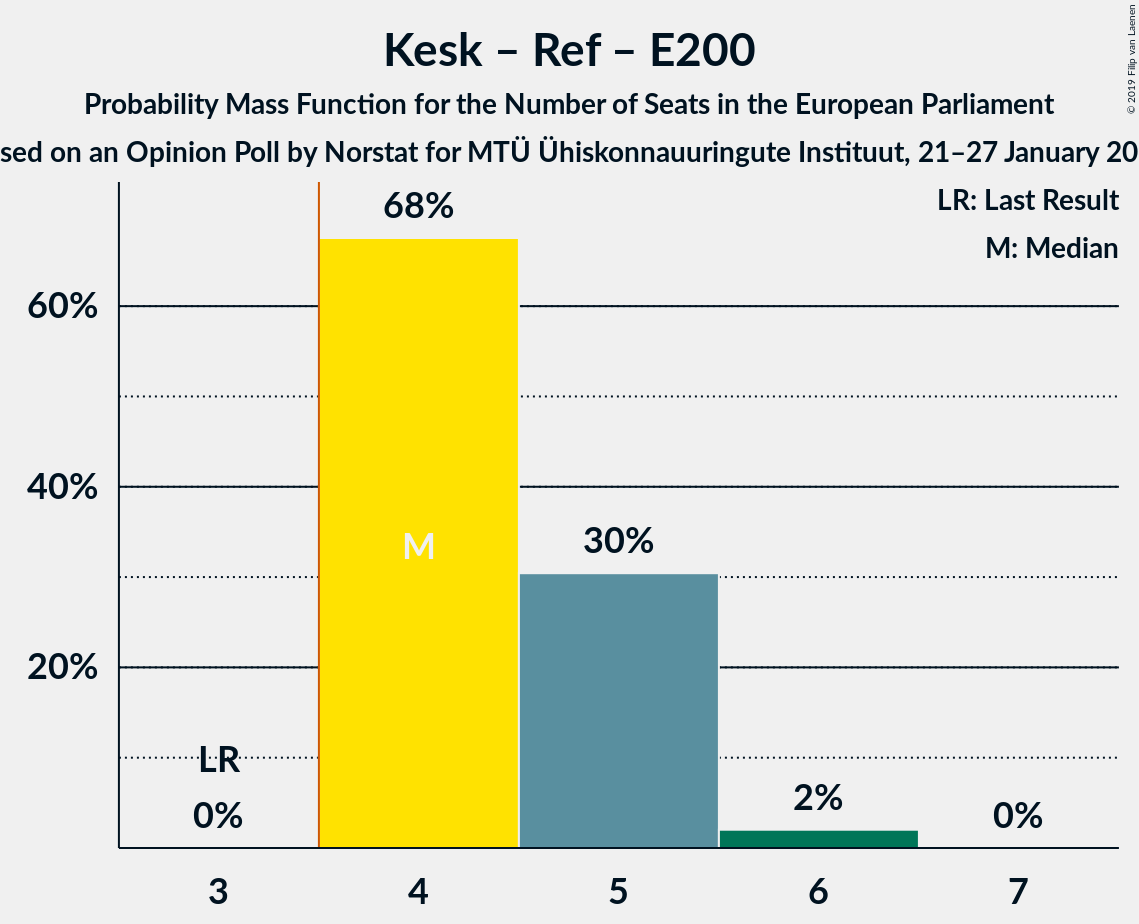 Kesk – Ref – E200
Probability Mass Function for the Number of Seats in the European Parliament
sed on an Opinion Poll by Norstat for MTÜ Ühiskonnauuringute Instituut, 21–27 January 20
© 2019 Filip van Laenen
LR: Last Result
M: Median
68%
60%
M
40%
30%
20%
LR
0%
2%
0%
3 4 5 6 7